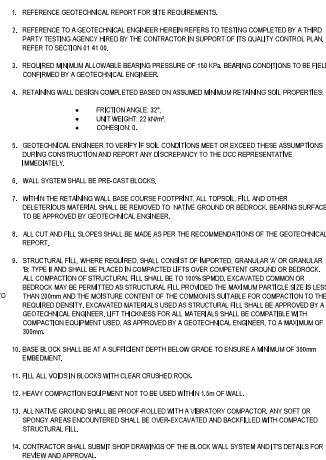 1. REFERENCE GEOTECHNICAL REPORT FOR SITE REQUIREMENTS.
2. REFERENCE TO A GEOTECHNICAL ENGINEER HEREIN REFERS TO TESTING COMPLETED BY A THIRD
PARTY TESTING AGENCY HIRED BY THE CONTRACTOR IN SUPPORT OF ITS QUALITY CONTROL PLAN,
REFER TO SECTION 01 41 00.
3. REQUIRED MINIMUM ALLOWABLE BEARING PRESSURE OF 150 KPa. BEARING CONDITIONS TO BE FIEL
CONFIRMED BY A GEOTECHNICAL ENGINEER.
4. RETAINING WALL DESIGN COMPLETED BASED ON ASSUMED MINIMUM RETAINING SOIL PROPERTIES:
• FRICTION ANGLE: 32°,
• UNIT WEIGHT: 22 kN/m³,
• COHESION: 0.
5. GEOTECHNICAL ENGINEER TO VERIFY IF SOIL CONDITIONS MEET OR EXCEED THESE ASSUMPTIONS
DURING CONSTRUCTION AND REPORT ANY DISCREPANCY TO THE DCC REPRESENTATIVE
IMMEDIATELY.
6. WALL SYSTEM SHALL BE PRE-CAST BLOCKS.
7. WITHIN THE RETAINING WALL BASE COURSE FOOTPRINT, ALL TOPSOIL, FILL AND OTHER
DELETERIOUS MATERIAL SHALL BE REMOVED TO NATIVE GROUND OR BEDROCK. BEARING SURFACE
TO BE APPROVED BY GEOTECHNICAL ENGINEER.
8. ALL CUT AND FILL SLOPES SHALL BE MADE AS PER THE RECOMMENDATIONS OF THE GEOTECHNICAL
REPORT.
9. STRUCTURAL FILL, WHERE REQUIRED, SHALL CONSIST OF IMPORTED, GRANULAR 'A' OR GRANULAR
'B', TYPE II AND SHALL BE PLACED IN COMPACTED LIFTS OVER COMPETENT GROUND OR BEDROCK.
ALL COMPACTION OF STRUCTURAL FILL SHALL BE TO 100% SPMDD. EXCAVATED COMMON OR
BEDROCK MAY BE PERMITTED AS STRUCTURAL FILL PROVIDED THE MAXIMUM PARTICLE SIZE IS LESS
TO THAN 200mm AND THE MOISTURE CONTENT OF THE COMMON IS SUITABLE FOR COMPACTION TO THE
REQUIRED DENSITY. EXCAVATED MATERIALS USED AS STRUCTURAL FILL SHALL BE APPROVED BY A
GEOTECHNICAL ENGINEER. LIFT THICKNESS FOR ALL MATERIALS SHALL BE COMPATIBLE WITH
COMPACTION EQUIPMENT USED, AS APPROVED BY A GEOTECHNICAL ENGINEER, TO A MAXIMUM OF
300mm.
10. BASE BLOCK SHALL BE AT A SUFFICIENT DEPTH BELOW GRADE TO ENSURE A MINIMUM OF 300mm
EMBEDMENT.
11. FILL ALL VOIDS IN BLOCKS WITH CLEAR CRUSHED ROCK.
12. HEAVY COMPACTION EQUIPMENT NOT TO BE USED WITHIN 1.5m OF WALL.
13. ALL NATIVE GROUND SHALL BE PROOF-ROLLED WITH A VIBRATORY COMPACTOR. ANY SOFT OR
SPONGY AREAS ENCOUNTERED SHALL BE OVER-EXCAVATED AND BACKFILLED WITH COMPACTED
STRUCTURAL FILL.
14. CONTRACTOR SHALL SUBMIT SHOP DRAWINGS OF THE BLOCK WALL SYSTEM AND IT'S DETAILS FOR
REVIEW AND APPROVAL.